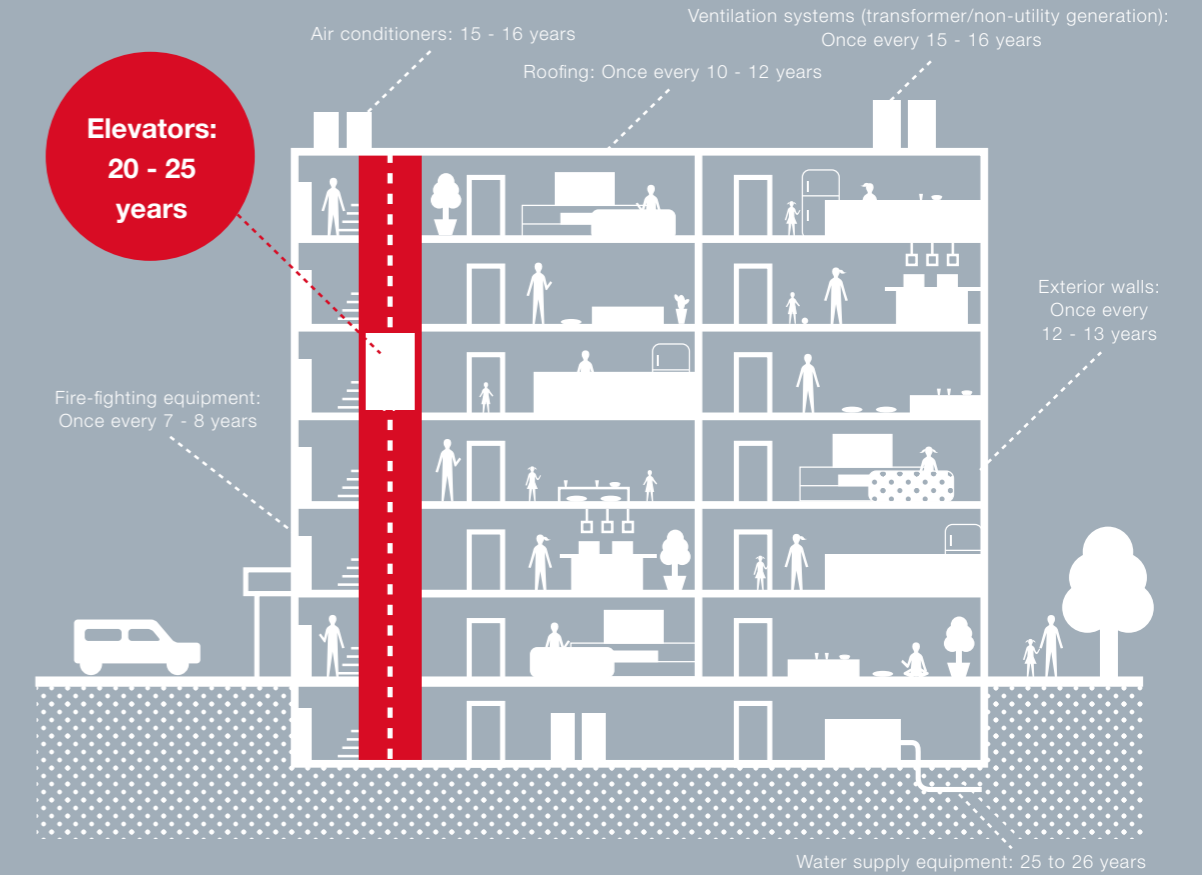 Ventilation systems (transformer/non-utility generation):
Once every 15 - 16 years
Air conditioners: 15 - 16 years
Roofing: Once every 10 - 12 years
Elevators:
20 - 25
years
Exterior walls:
Once every
12 - 13 years
Fire-fighting equipment:
Once every 7 - 8 years
Water supply equipment: 25 to 26 years